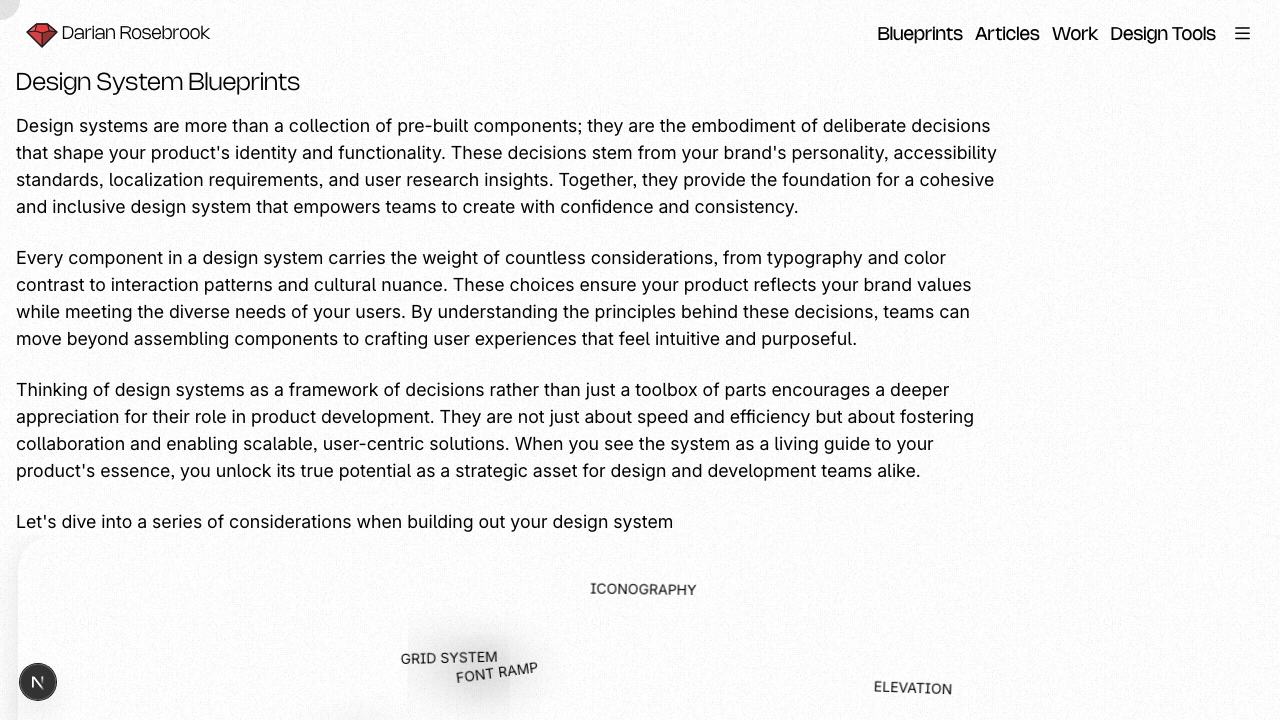 Darian Rosebrook
Blueprints Articles Work Design Tools
Design System Blueprints
Design systems are more than a collection of pre-built components; they are the embodiment of deliberate decisions
that shape your product's identity and functionality. These decisions stem from your brand's personality, accessibility
standards, localization requirements, and user research insights. Together, they provide the foundation for a cohesive
and inclusive design system that empowers teams to create with confidence and consistency.
Every component in a design system carries the weight of countless considerations, from typography and color
contrast to interaction patterns and cultural nuance. These choices ensure your product reflects your brand values
while meeting the diverse needs of your users. By understanding the principles behind these decisions, teams can
move beyond assembling components to crafting user experiences that feel intuitive and purposeful.
Thinking of design systems as a framework of decisions rather than just a toolbox of parts encourages a deeper
appreciation for their role in product development. They are not just about speed and efficiency but about fostering
collaboration and enabling scalable, user-centric solutions. When you see the system as a living guide to your
product's essence, you unlock its true potential as a strategic asset for design and development teams alike.
Let's dive into a series of considerations when building out your design system
ICONOGRAPHY
GRID SYSTEM
FONT RAMP
ELEVATION
N